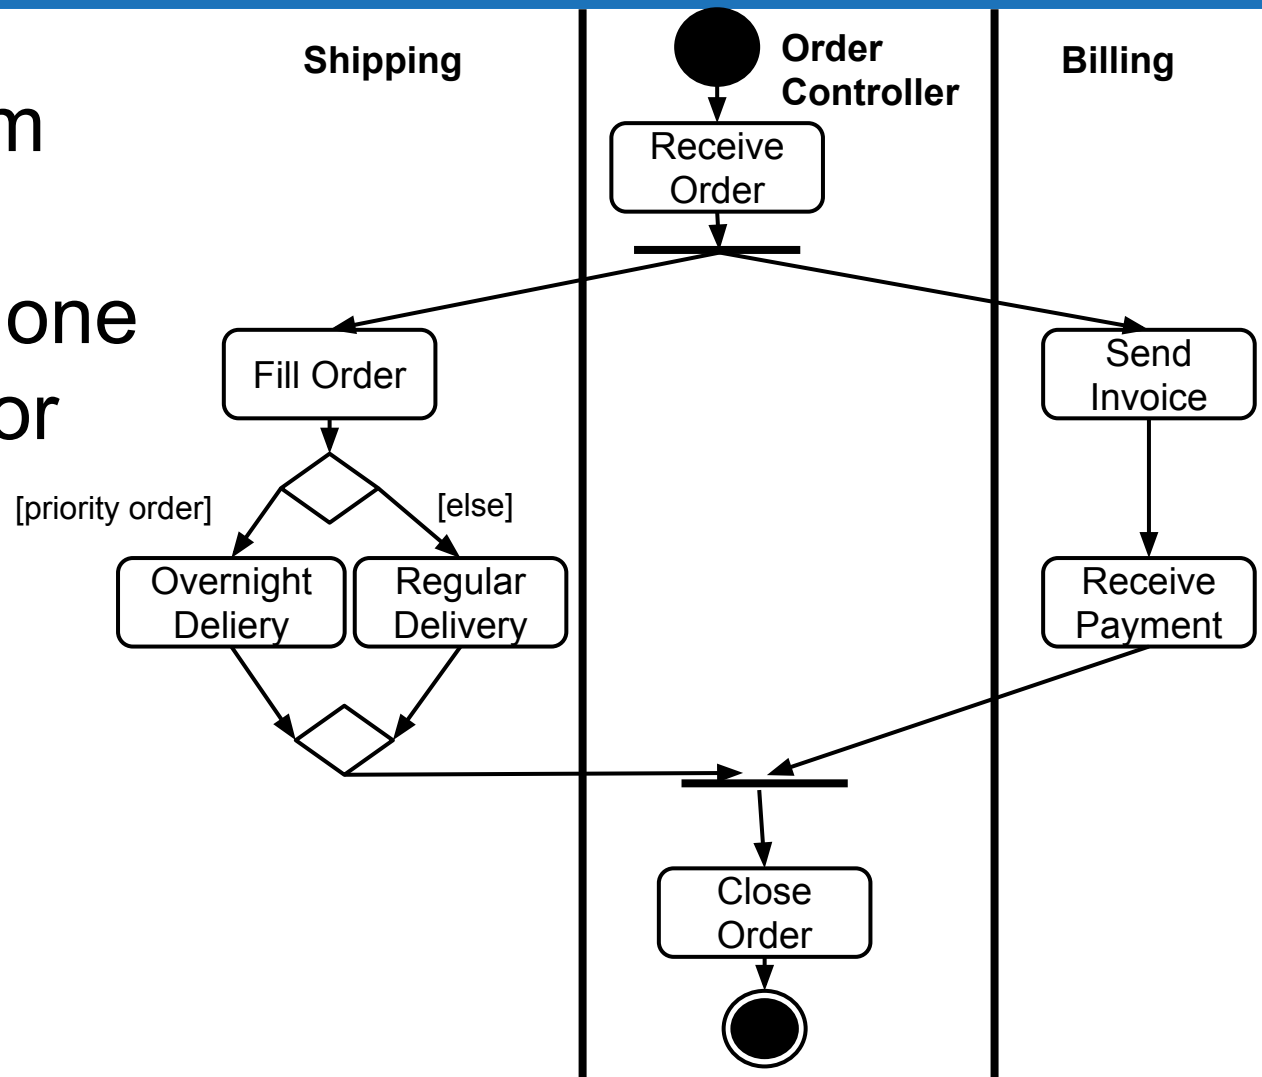 Shipping
Order
Controller
Billing
m
Receive
Order
one
or
Fill Order
Send
Invoice
[priority order]
[else]
Overnight
Deliery
Regular
Delivery
Receive
Payment
Close
Order